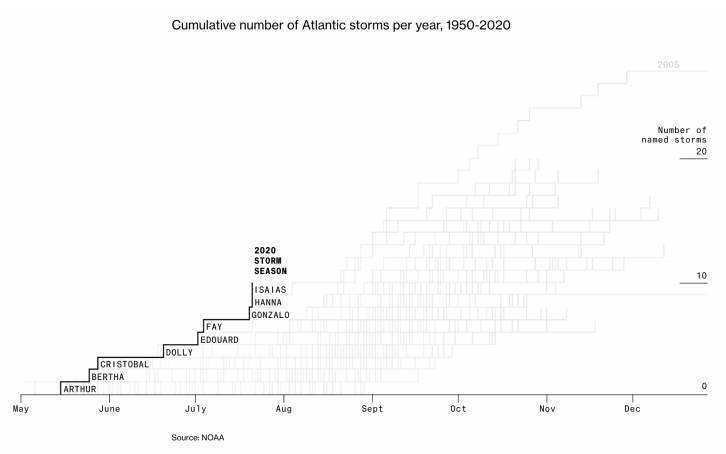 Cumulative number of Atlantic storms per year, 1950-2020
2005
Number of
named storms
20
2020
STORM
SEASON
10
ISAIAS
HANNA
GONZALO
FAY
EDOUARD
DOLLY
CRISTOBAL
BERTHA
ARTHUR
0
May June July Aug Sept Oct Nov Dec
Source: NOAA